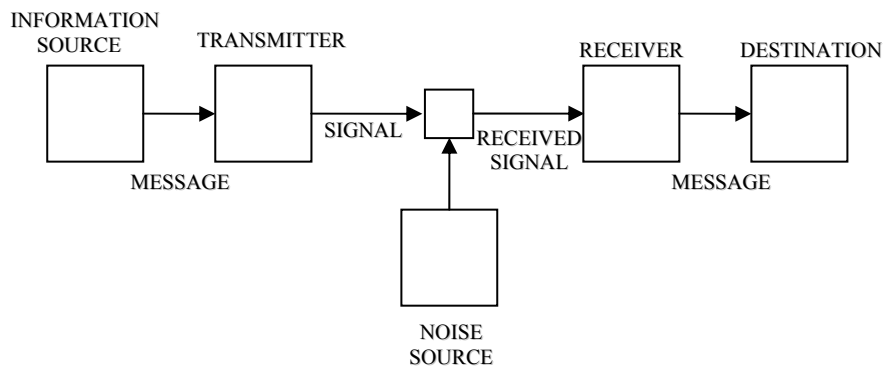 INFORMATION
SOURCE
TRANSMITTER
RECEIVER
DESTINATION
SIGNAL
RECEIVED
SIGNAL
MESSAGE
MESSAGE
NOISE
SOURCE